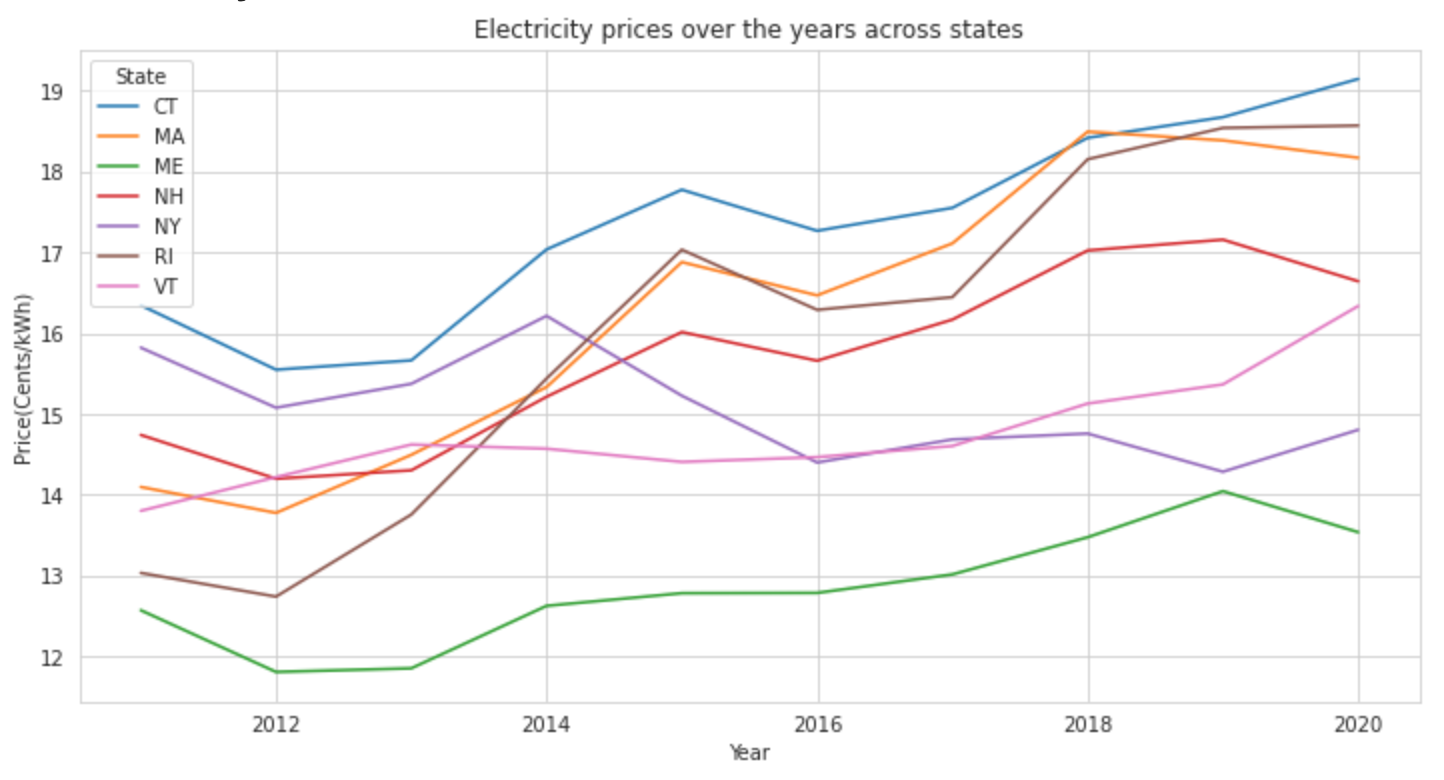 Electricity prices over the years across states
State
CT
MA
ME
NH
NY
RI
VT
19
18
17
16
15
14
13
12
Price(Cents/kWh)
2012 2014 2016 2018 2020
Year